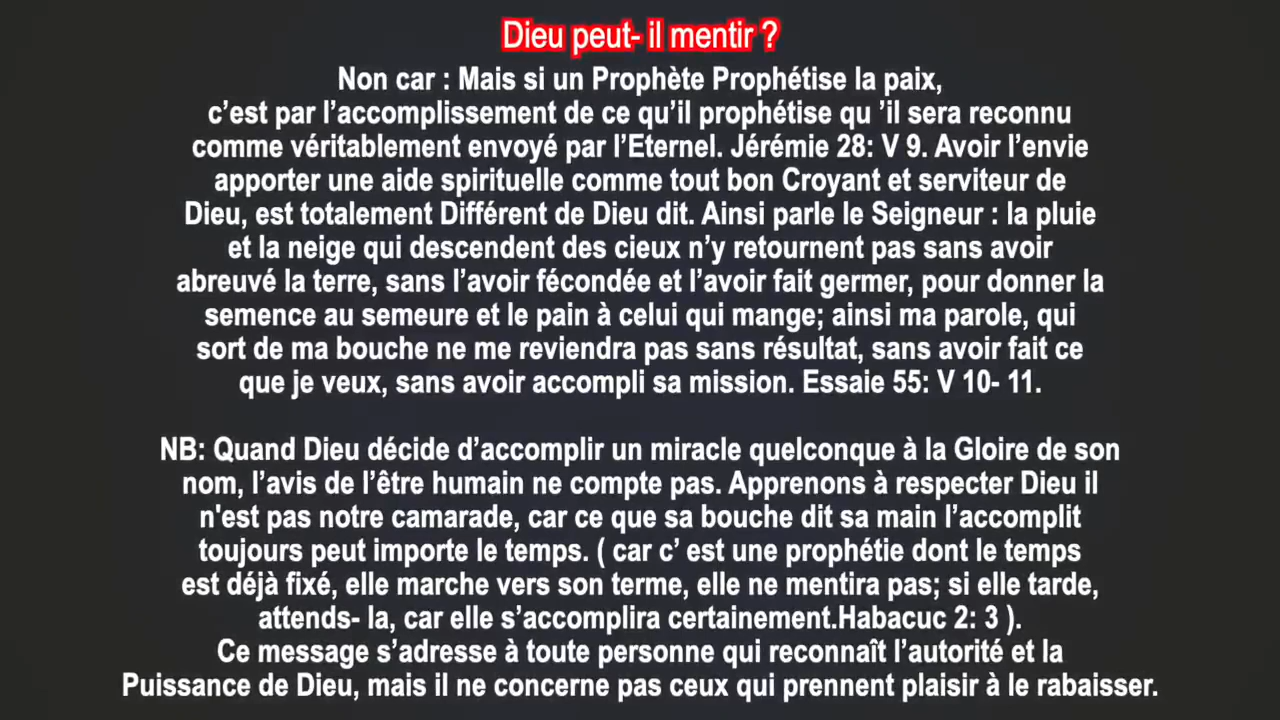 Dieu peut- il mentir ?
Non car : Mais si un Prophète Prophétise la paix,
c’est par l’accomplissement de ce qu’il prophétise qu ’il sera reconnu
comme véritablement envoyé par l’Eternel. Jérémie 28: V 9. Avoir l’envie
apporter une aide spirituelle comme tout bon Croyant et serviteur de
Dieu, est totalement Différent de Dieu dit. Ainsi parle le Seigneur : la pluie
et la neige qui descendent des cieux n’y retournent pas sans avoir
abreuvé la terre, sans l’avoir fécondée et l’avoir fait germer, pour donner la
semence au semeure et le pain à celui qui mange; ainsi ma parole, qui
sort de ma bouche ne me reviendra pas sans résultat, sans avoir fait ce
que je veux, sans avoir accompli sa mission. Essaie 55: V 10- 11.
NB: Quand Dieu décide d’accomplir un miracle quelconque à la Gloire de son
nom, l’avis de l’être humain ne compte pas. Apprenons à respecter Dieu il
n'est pas notre camarade, car ce que sa bouche dit sa main l’accomplit
toujours peut importe le temps. ( car c’ est une prophétie dont le temps
est déjà fixé, elle marche vers son terme, elle ne mentira pas; si elle tarde,
attends- la, car elle s’accomplira certainement.Habacuc 2: 3 ).
Ce message s’adresse à toute personne qui reconnaît l’autorité et la
Puissance de Dieu, mais il ne concerne pas ceux qui prennent plaisir à le rabaisser.